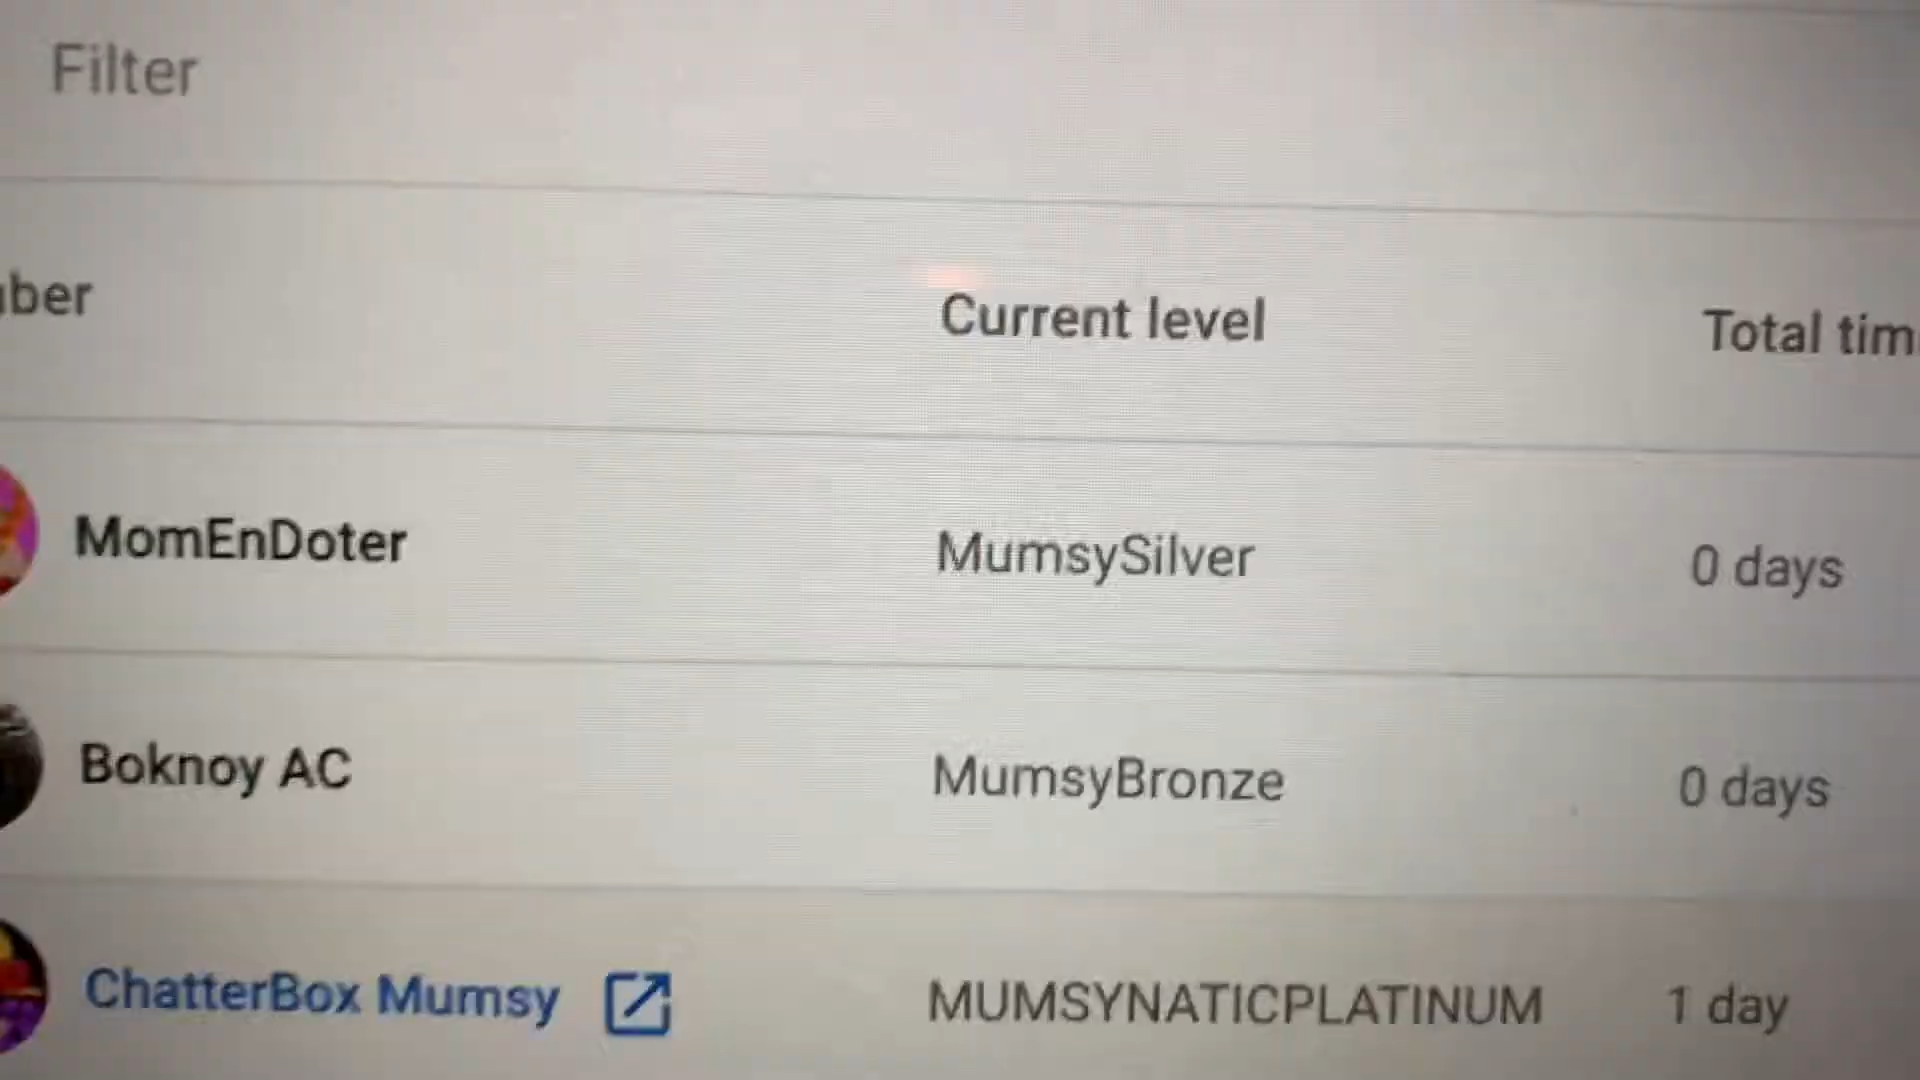 Filter
ber Current level Total tim
MomEnDoter MumsySilver 0 days
Boknoy AC MumsyBronze 0 days
ChatterBox Mumsy MUMSYNATICPLATINUM 1 day